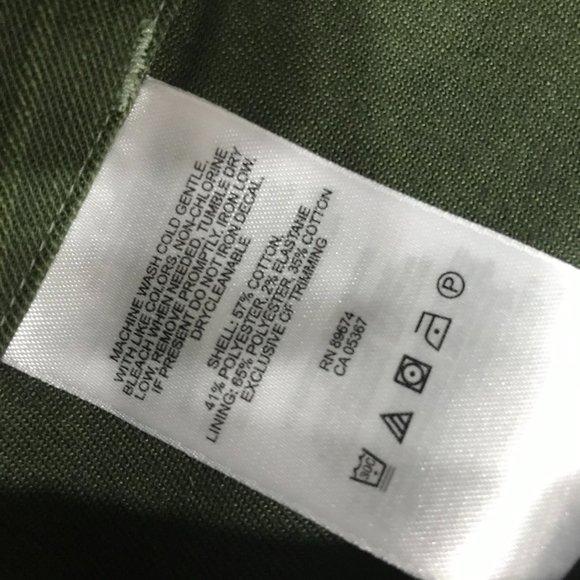 MACHINE WASH COLD GENTLE,
WITH LIKE COLORS, NON-CHLORINE
BLEACH WHEN NEEDED, TUMBLE DRY
LOW, REMOVE PROMPTLY, IRON LOW.
IF PRESENT DO NOT IRON DECAL.
DRYCLEANABLE
SHELL: 57% COTTON,
41% POLYESTER, 2% ELASTANE
LINING: 65% POLYESTER, 35% COTTON
EXCLUSIVE OF TRIMMING
RN 89674
CA 05367
30C
P